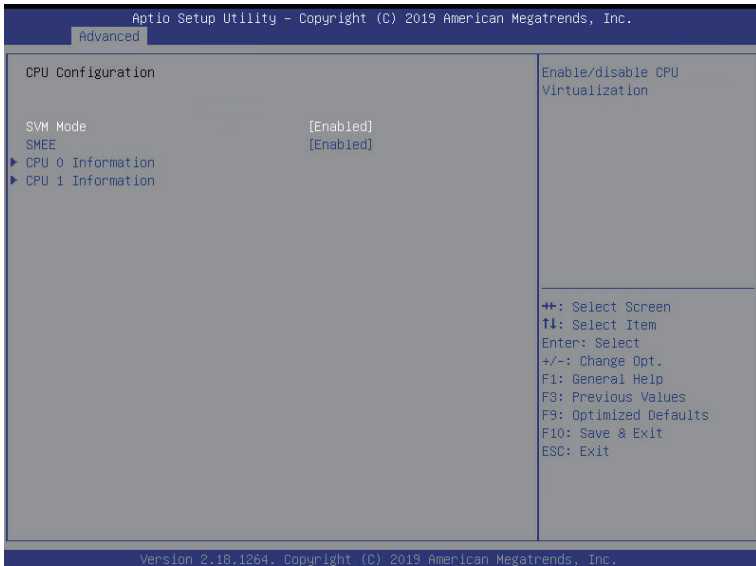 Aptio Setup Utility – Copyright (C) 2019 American Megatrends, Inc.
Advanced
CPU Configuration
SVM Mode [Enabled]
SMEE [Enabled]
CPU 0 Information
CPU 1 Information
Enable/disable CPU
Virtualization
→←: Select Screen
↑↓: Select Item
Enter: Select
+/-: Change Opt.
F1: General Help
F3: Previous Values
F9: Optimized Defaults
F10: Save & Exit
ESC: Exit
Version 2.18.1264. Copyright (C) 2019 American Megatrends, Inc.